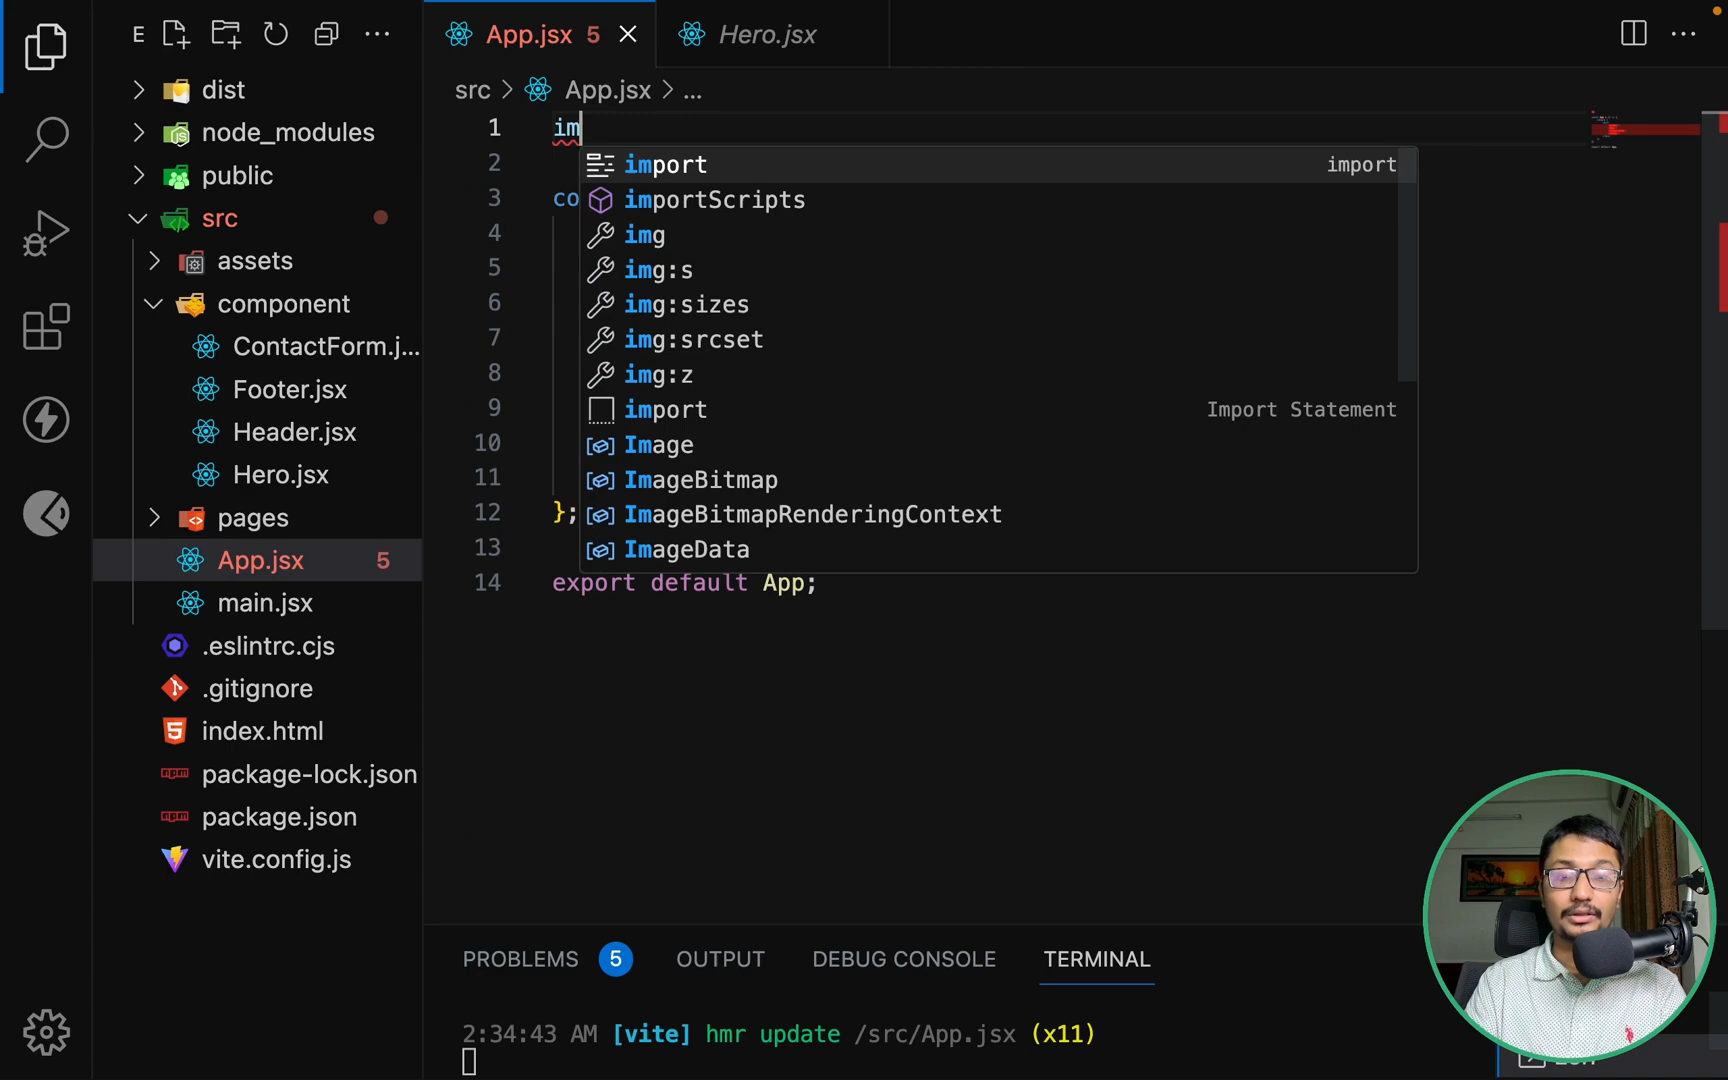 E
App.jsx 5
Hero.jsx
dist
node_modules
public
src
assets
component
ContactForm.j...
Footer.jsx
Header.jsx
Hero.jsx
pages
App.jsx 5
main.jsx
.eslintrc.cjs
.gitignore
index.html
package-lock.json
package.json
vite.config.js
src > App.jsx > ...
1 im
2
3 co
4
5
6
7
8
9
10
11
12 };
13
14 export default App;
import import
importScripts
img
img:s
img:sizes
img:srcset
img:z
import Import Statement
Image
ImageBitmap
ImageBitmapRenderingContext
ImageData
PROBLEMS 5 OUTPUT DEBUG CONSOLE TERMINAL
2:34:43 AM [vite] hmr update /src/App.jsx (x11)